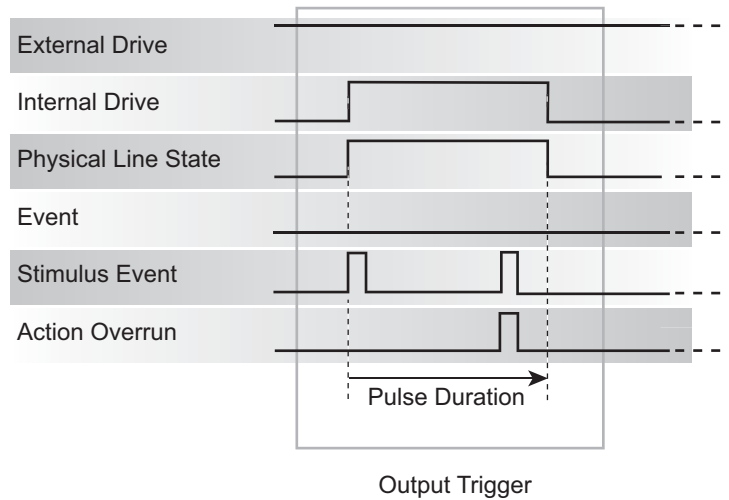 External Drive
Internal Drive
Physical Line State
Event
Stimulus Event
Action Overrun
Pulse Duration
Output Trigger